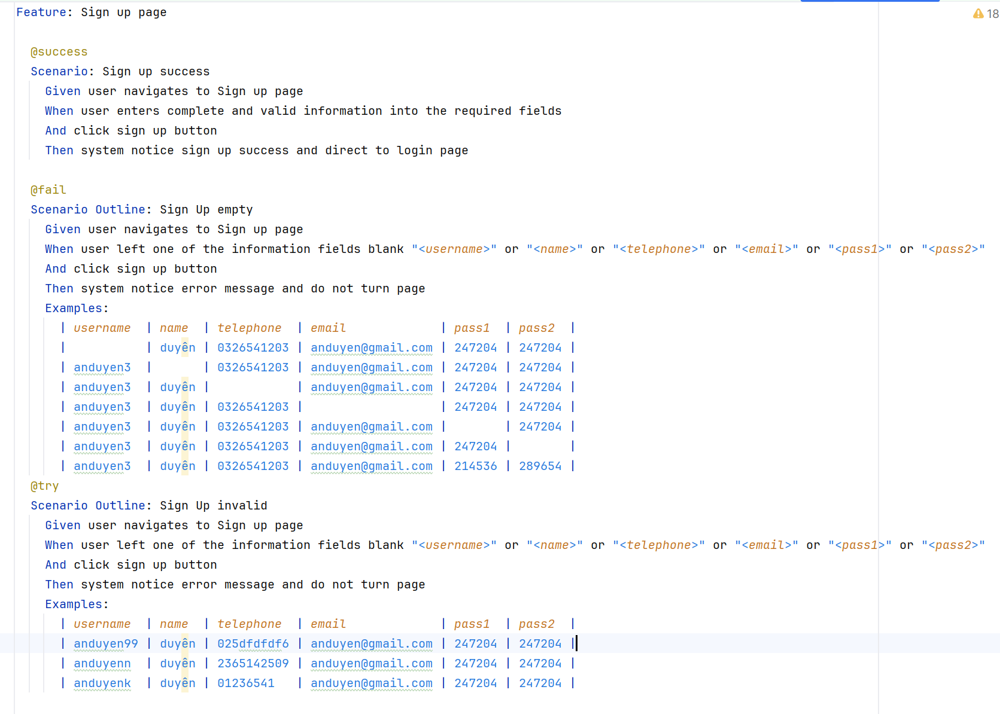 Feature: Sign up page
18
@success
Scenario: Sign up success
Given user navigates to Sign up page
When user enters complete and valid information into the required fields
And click sign up button
Then system notice sign up success and direct to login page
@fail
Scenario Outline: Sign Up empty
Given user navigates to Sign up page
When user left one of the information fields blank "<username>" or "<name>" or "<telephone>" or "<email>" or "<pass1>" or "<pass2>"
And click sign up button
Then system notice error message and do not turn page
Examples:
| username | name | telephone | email | pass1 | pass2 |
| | duyên | 0326541203 | anduyen@gmail.com | 247204 | 247204 |
| anduyen3 | | 0326541203 | anduyen@gmail.com | 247204 | 247204 |
| anduyen3 | duyên | | anduyen@gmail.com | 247204 | 247204 |
| anduyen3 | duyên | 0326541203 | | 247204 | 247204 |
| anduyen3 | duyên | 0326541203 | anduyen@gmail.com | | 247204 |
| anduyen3 | duyên | 0326541203 | anduyen@gmail.com | 247204 | |
| anduyen3 | duyên | 0326541203 | anduyen@gmail.com | 214536 | 289654 |
@try
Scenario Outline: Sign Up invalid
Given user navigates to Sign up page
When user left one of the information fields blank "<username>" or "<name>" or "<telephone>" or "<email>" or "<pass1>" or "<pass2>"
And click sign up button
Then system notice error message and do not turn page
Examples:
| username | name | telephone | email | pass1 | pass2 |
| anduyen99 | duyên | 025dfdfdf6 | anduyen@gmail.com | 247204 | 247204 |
| anduyenn | duyên | 2365142509 | anduyen@gmail.com | 247204 | 247204 |
| anduyenk | duyên | 01236541 | anduyen@gmail.com | 247204 | 247204 |